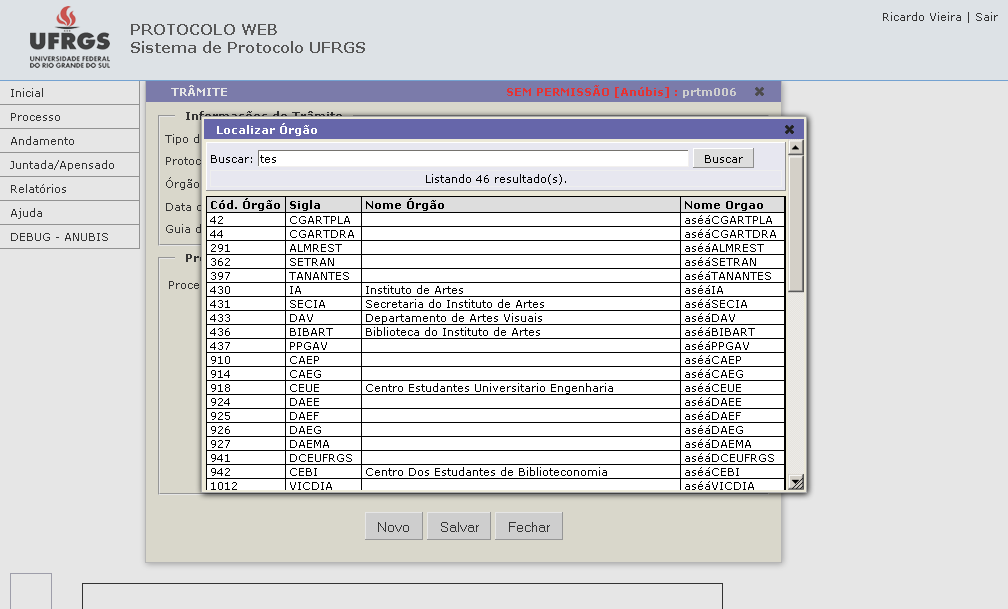 UFRGS
UNIVERSIDADE FEDERAL
DO RIO GRANDE DO SUL
PROTOCOLO WEB
Sistema de Protocolo UFRGS
Ricardo Vieira | Sair
Inicial
Processo
Andamento
Juntada/Apensado
Relatórios
Ajuda
DEBUG - ANUBIS
TRÂMITE
SEM PERMISSÃO [Anúbis] : prtm006
Informações do Trâmite
Tipo d
Protoc
Órgão
Data d
Guia d
Pr
Proce
Localizar Órgão
Buscar: tes Buscar
Listando 46 resultado(s).
Cód. Órgão Sigla Nome Órgão Nome Orgao
42 CGARTPLA aséáCGARTPLA
44 CGARTDRA aséáCGARTDRA
291 ALMREST aséáALMREST
362 SETRAN aséáSETRAN
397 TANANTES aséáTANANTES
430 IA Instituto de Artes aséáIA
431 SECIA Secretaria do Instituto de Artes aséáSECIA
433 DAV Departamento de Artes Visuais aséáDAV
436 BIBART Biblioteca do Instituto de Artes aséáBIBART
437 PPGAV aséáPPGAV
910 CAEP aséáCAEP
914 CAEG aséáCAEG
918 CEUE Centro Estudantes Universitario Engenharia aséáCEUE
924 DAEE aséáDAEE
925 DAEF aséáDAEF
926 DAEG aséáDAEG
927 DAEMA aséáDAEMA
941 DCEUFRGS aséáDCEUFRGS
942 CEBI Centro Dos Estudantes de Biblioteconomia aséáCEBI
1012 VICDIA aséáVICDIA
Novo Salvar Fechar